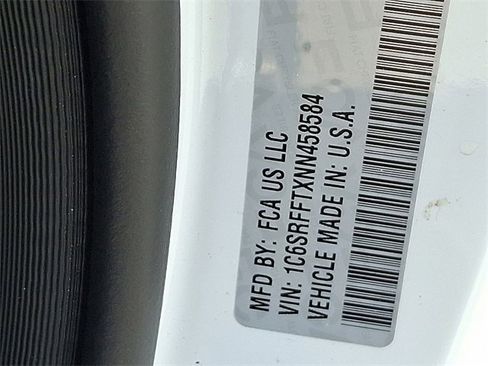 MFD BY: FCA US LLC
VIN: 1C6SRFFTXNN458584
VEHICLE MADE IN: U.S.A.